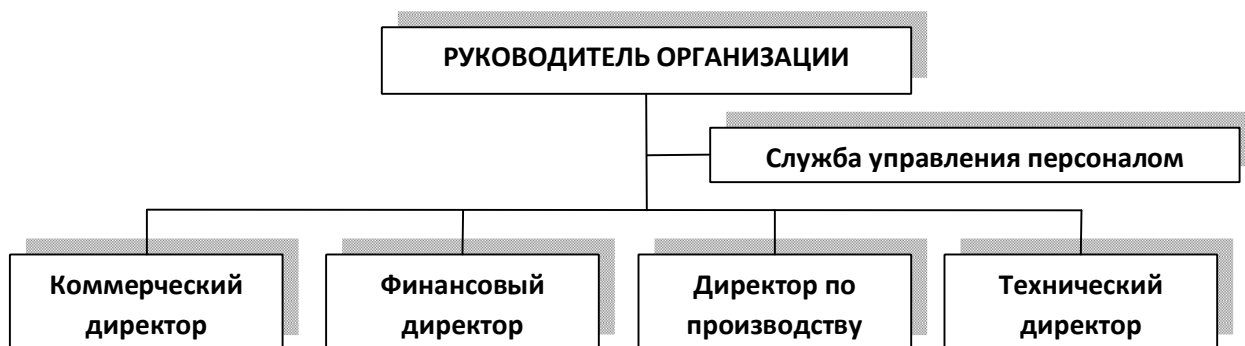 РУКОВОДИТЕЛЬ ОРГАНИЗАЦИИ
Служба управления персоналом
Коммерческий
директор
Финансовый
директор
Директор по
производству
Технический
директор